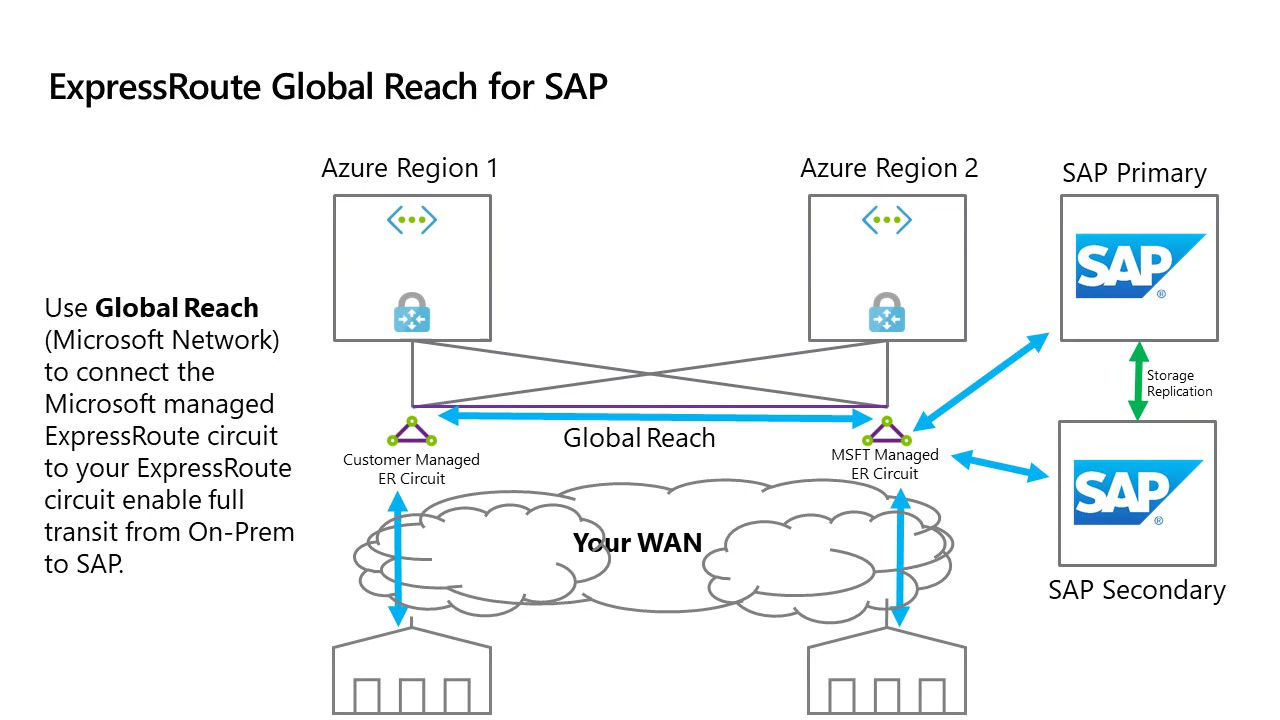 ExpressRoute Global Reach for SAP
Azure Region 1
Azure Region 2
SAP Primary
SAP
®
Use Global Reach
(Microsoft Network)
to connect the
Microsoft managed
ExpressRoute circuit
to your ExpressRoute
circuit enable full
transit from On-Prem
to SAP.
Storage
Replication
Global Reach
Customer Managed
ER Circuit
MSFT Managed
ER Circuit
SAP
®
Your WAN
SAP Secondary